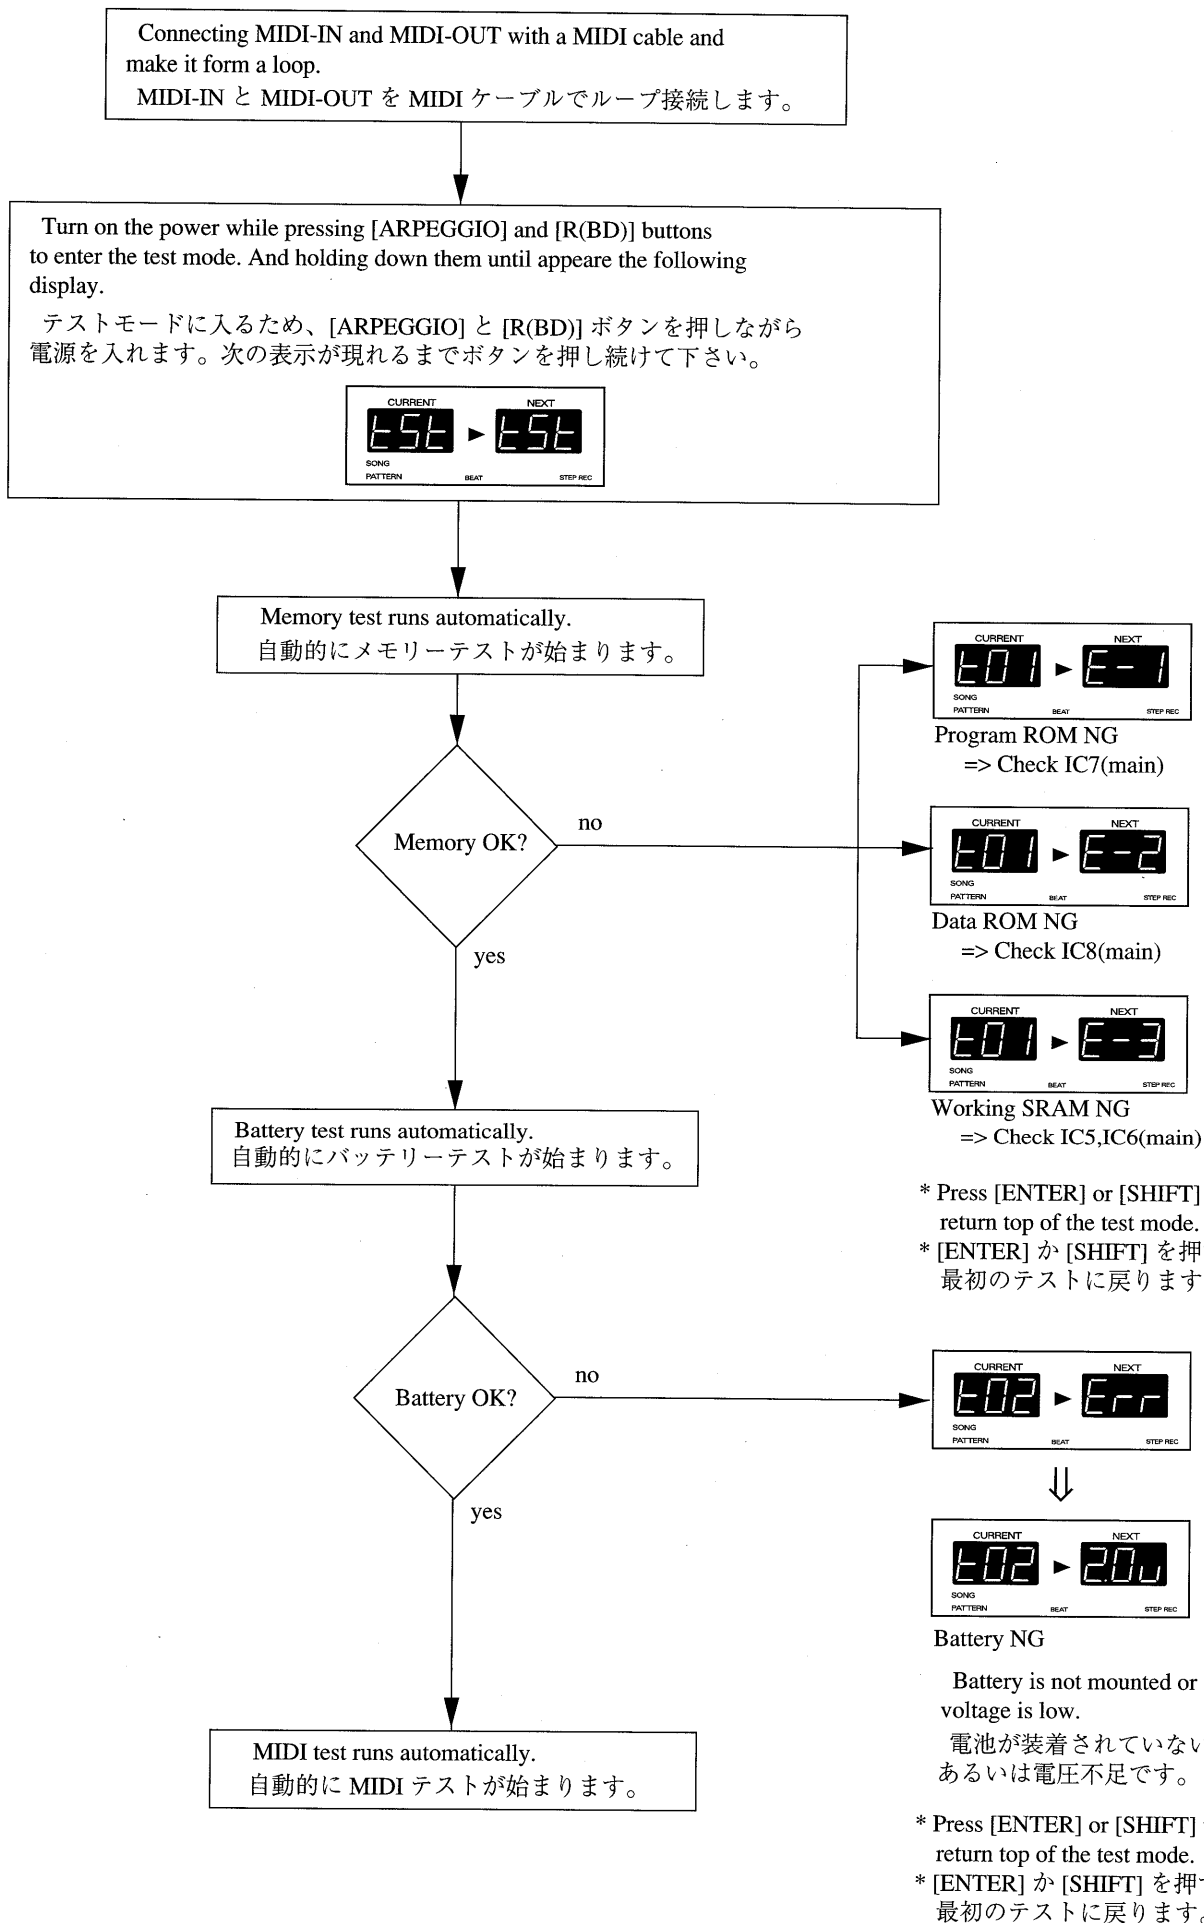 Connecting MIDI-IN and MIDI-OUT with a MIDI cable and
make it form a loop.
MIDI-IN と MIDI-OUT を MIDI ケーブルでループ接続します。
Turn on the power while pressing [ARPEGGIO] and [R(BD)] buttons
to enter the test mode. And holding down them until appeare the following
display.
テストモードに入るため、[ARPEGGIO] と [R(BD)] ボタンを押しながら
電源を入れます。次の表示が現れるまでボタンを押し続けて下さい。
CURRENT NEXT
tSt ► tSt
SONG
PATTERN BEAT STEP REC
Memory test runs automatically.
自動的にメモリーテストが始まります。
CURRENT NEXT
t01 ► E-1
SONG
PATTERN BEAT STEP REC
Program ROM NG
=> Check IC7(main)
Memory OK?
no
yes
CURRENT NEXT
t01 ► E-2
SONG
PATTERN BEAT STEP REC
Data ROM NG
=> Check IC8(main)
CURRENT NEXT
t01 ► E-3
SONG
PATTERN BEAT STEP REC
Working SRAM NG
=> Check IC5,IC6(main)
* Press [ENTER] or [SHIFT]
return top of the test mode.
* [ENTER] か [SHIFT] を押
最初のテストに戻ります
Battery test runs automatically.
自動的にバッテリーテストが始まります。
Battery OK?
no
yes
CURRENT NEXT
t02 ► Err
SONG
PATTERN BEAT STEP REC
⇓
CURRENT NEXT
t02 ► 2.0u
SONG
PATTERN BEAT STEP REC
Battery NG
Battery is not mounted or
voltage is low.
電池が装着されていない
あるいは電圧不足です。
* Press [ENTER] or [SHIFT]
return top of the test mode.
* [ENTER] か [SHIFT] を押
最初のテストに戻ります。
MIDI test runs automatically.
自動的に MIDI テストが始まります。